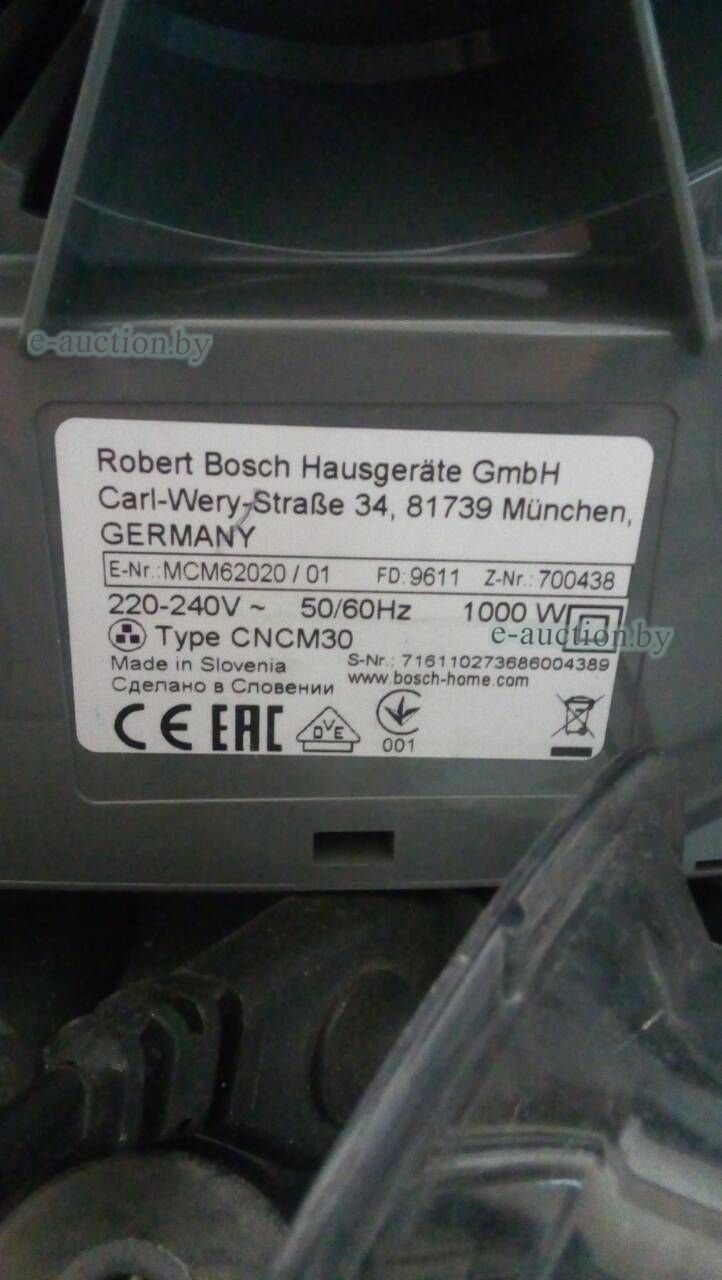 e-auction.by
Robert Bosch Hausgeräte GmbH
Carl-Wery-Straße 34, 81739 München,
GERMANY
E-Nr.: MCM62020 / 01 FD: 9611 Z-Nr.: 700438
220-240V ~ 50/60Hz 1000 W
e-auction.by
Type CNCM30
Made in Slovenia S-Nr.: 716110273686004389
Сделано в Словении www.bosch-home.com
CE EAC DVE
001